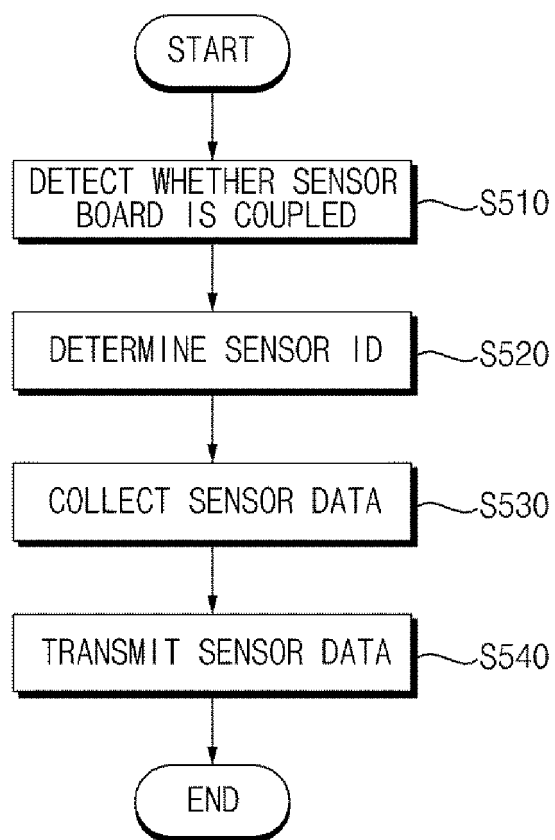 START
DETECT WHETHER SENSOR
BOARD IS COUPLED
S510
DETERMINE SENSOR ID
S520
COLLECT SENSOR DATA
S530
TRANSMIT SENSOR DATA
S540
END